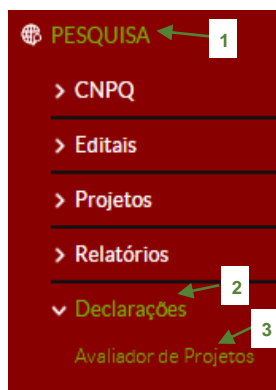 PESQUISA
1
CNPQ
Editais
Projetos
Relatórios
2
Declarações
3
Avaliador de Projetos